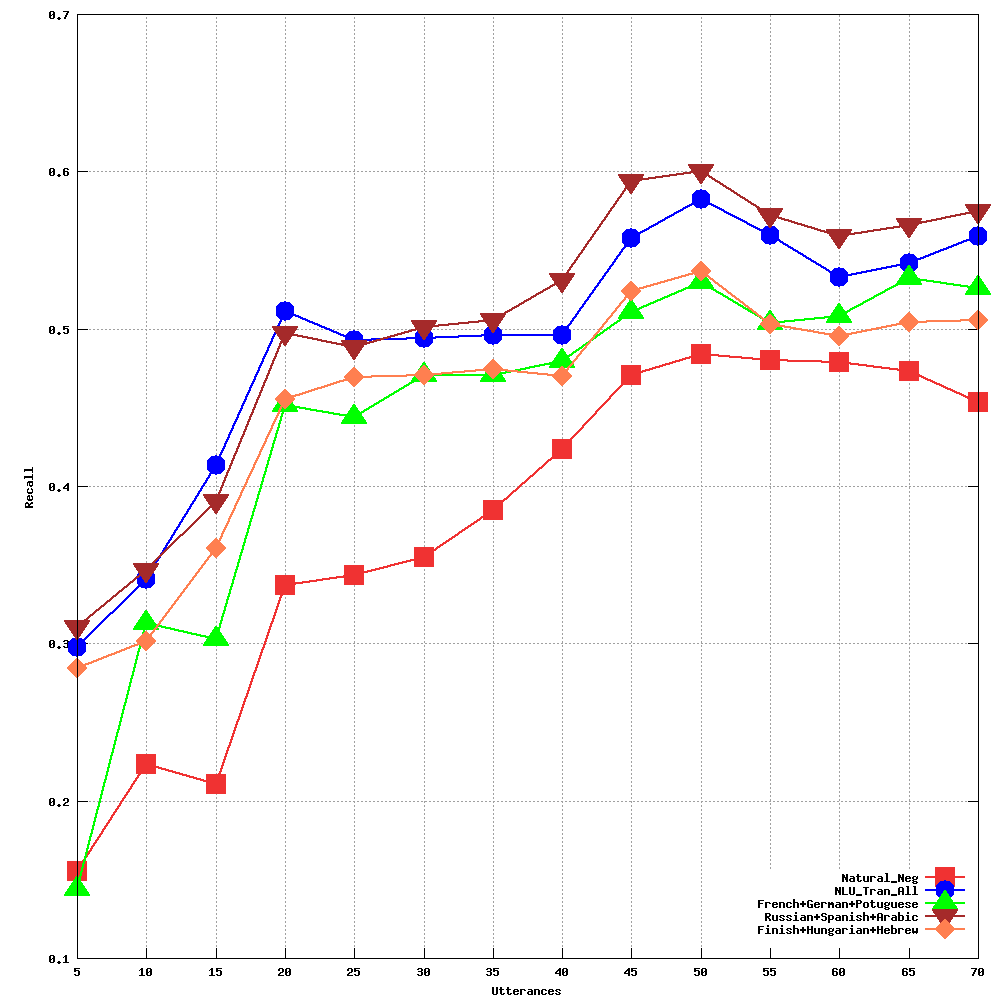 0.7
0.6
0.5
0.4
0.3
0.2
0.1
Recall
5 10 15 20 25 30 35 40 45 50 55 60 65 70
Utterances
Natural_Neg
NLU_Tran_All
French+German+Potuguese
Russian+Spanish+Arabic
Finish+Hungarian+Hebrew